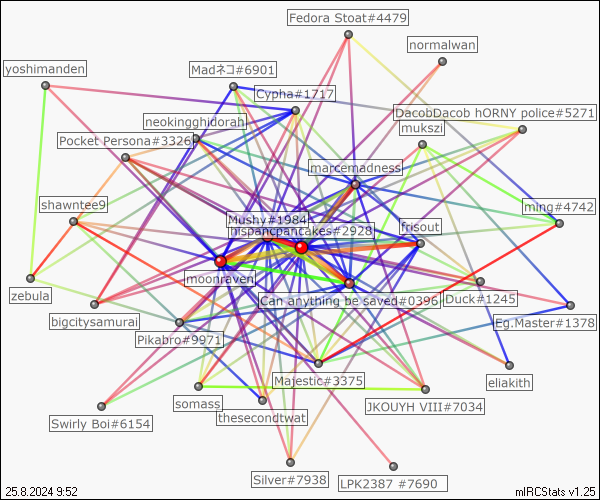 Fedora Stoat#4479
normalwan
yoshimanden
Madネコ#6901
Cypha#1717
DacobDacob hORNY police#5271
neokingghidorah
mukszi
Pocket Persona#3326
marcemadness
shawntee9
ming#4742
Mushy#1984
hispancpancakes#2928
frisout
moonraven
zebula
Can anything be saved#0396
Duck#1245
bigcitysamurai
Eg.Master#1378
Pikabro#9971
Majestic#3375
eliakith
somass
JKOUYH VIII#7034
thesecondtwat
Swirly Boi#6154
Silver#7938
LPK2387 #7690
25.8.2024 9:52
mIRCStats v1.25